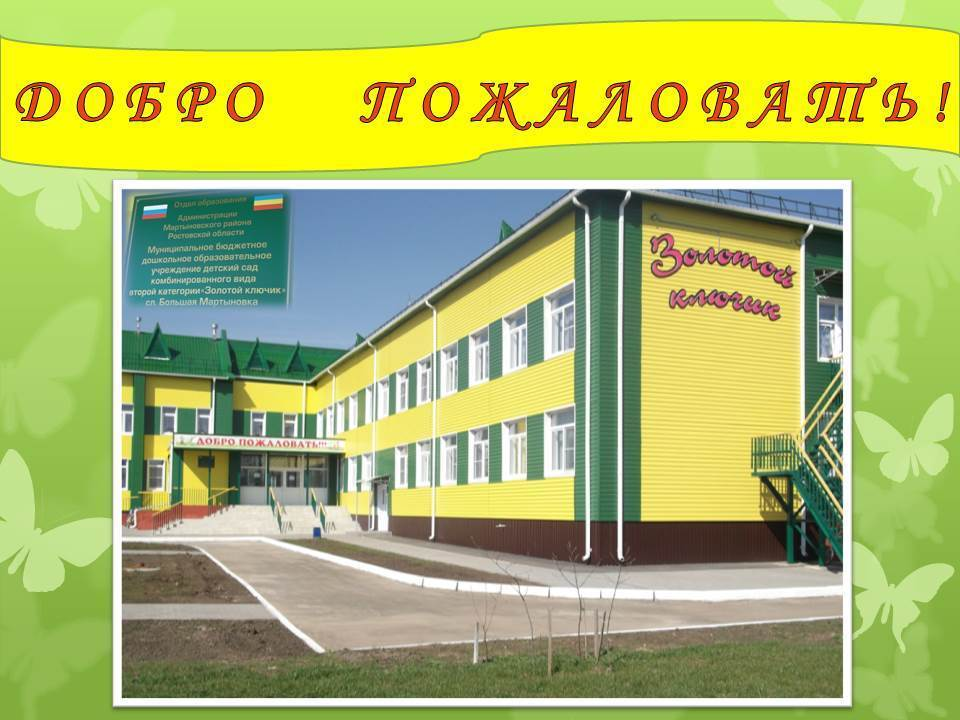 ДОБРО ПОЖАЛОВАТЬ!
Отдел образования
Администрации
Мартыновского района
Ростовской области
Муниципальное бюджетное
дошкольное образовательное
учреждение детский сад
комбинированного вида
второй категории «Золотой ключик»
сл. Большая Мартыновка
Золотой
ключик
ДОБРО ПОЖАЛОВАТЬ!!!